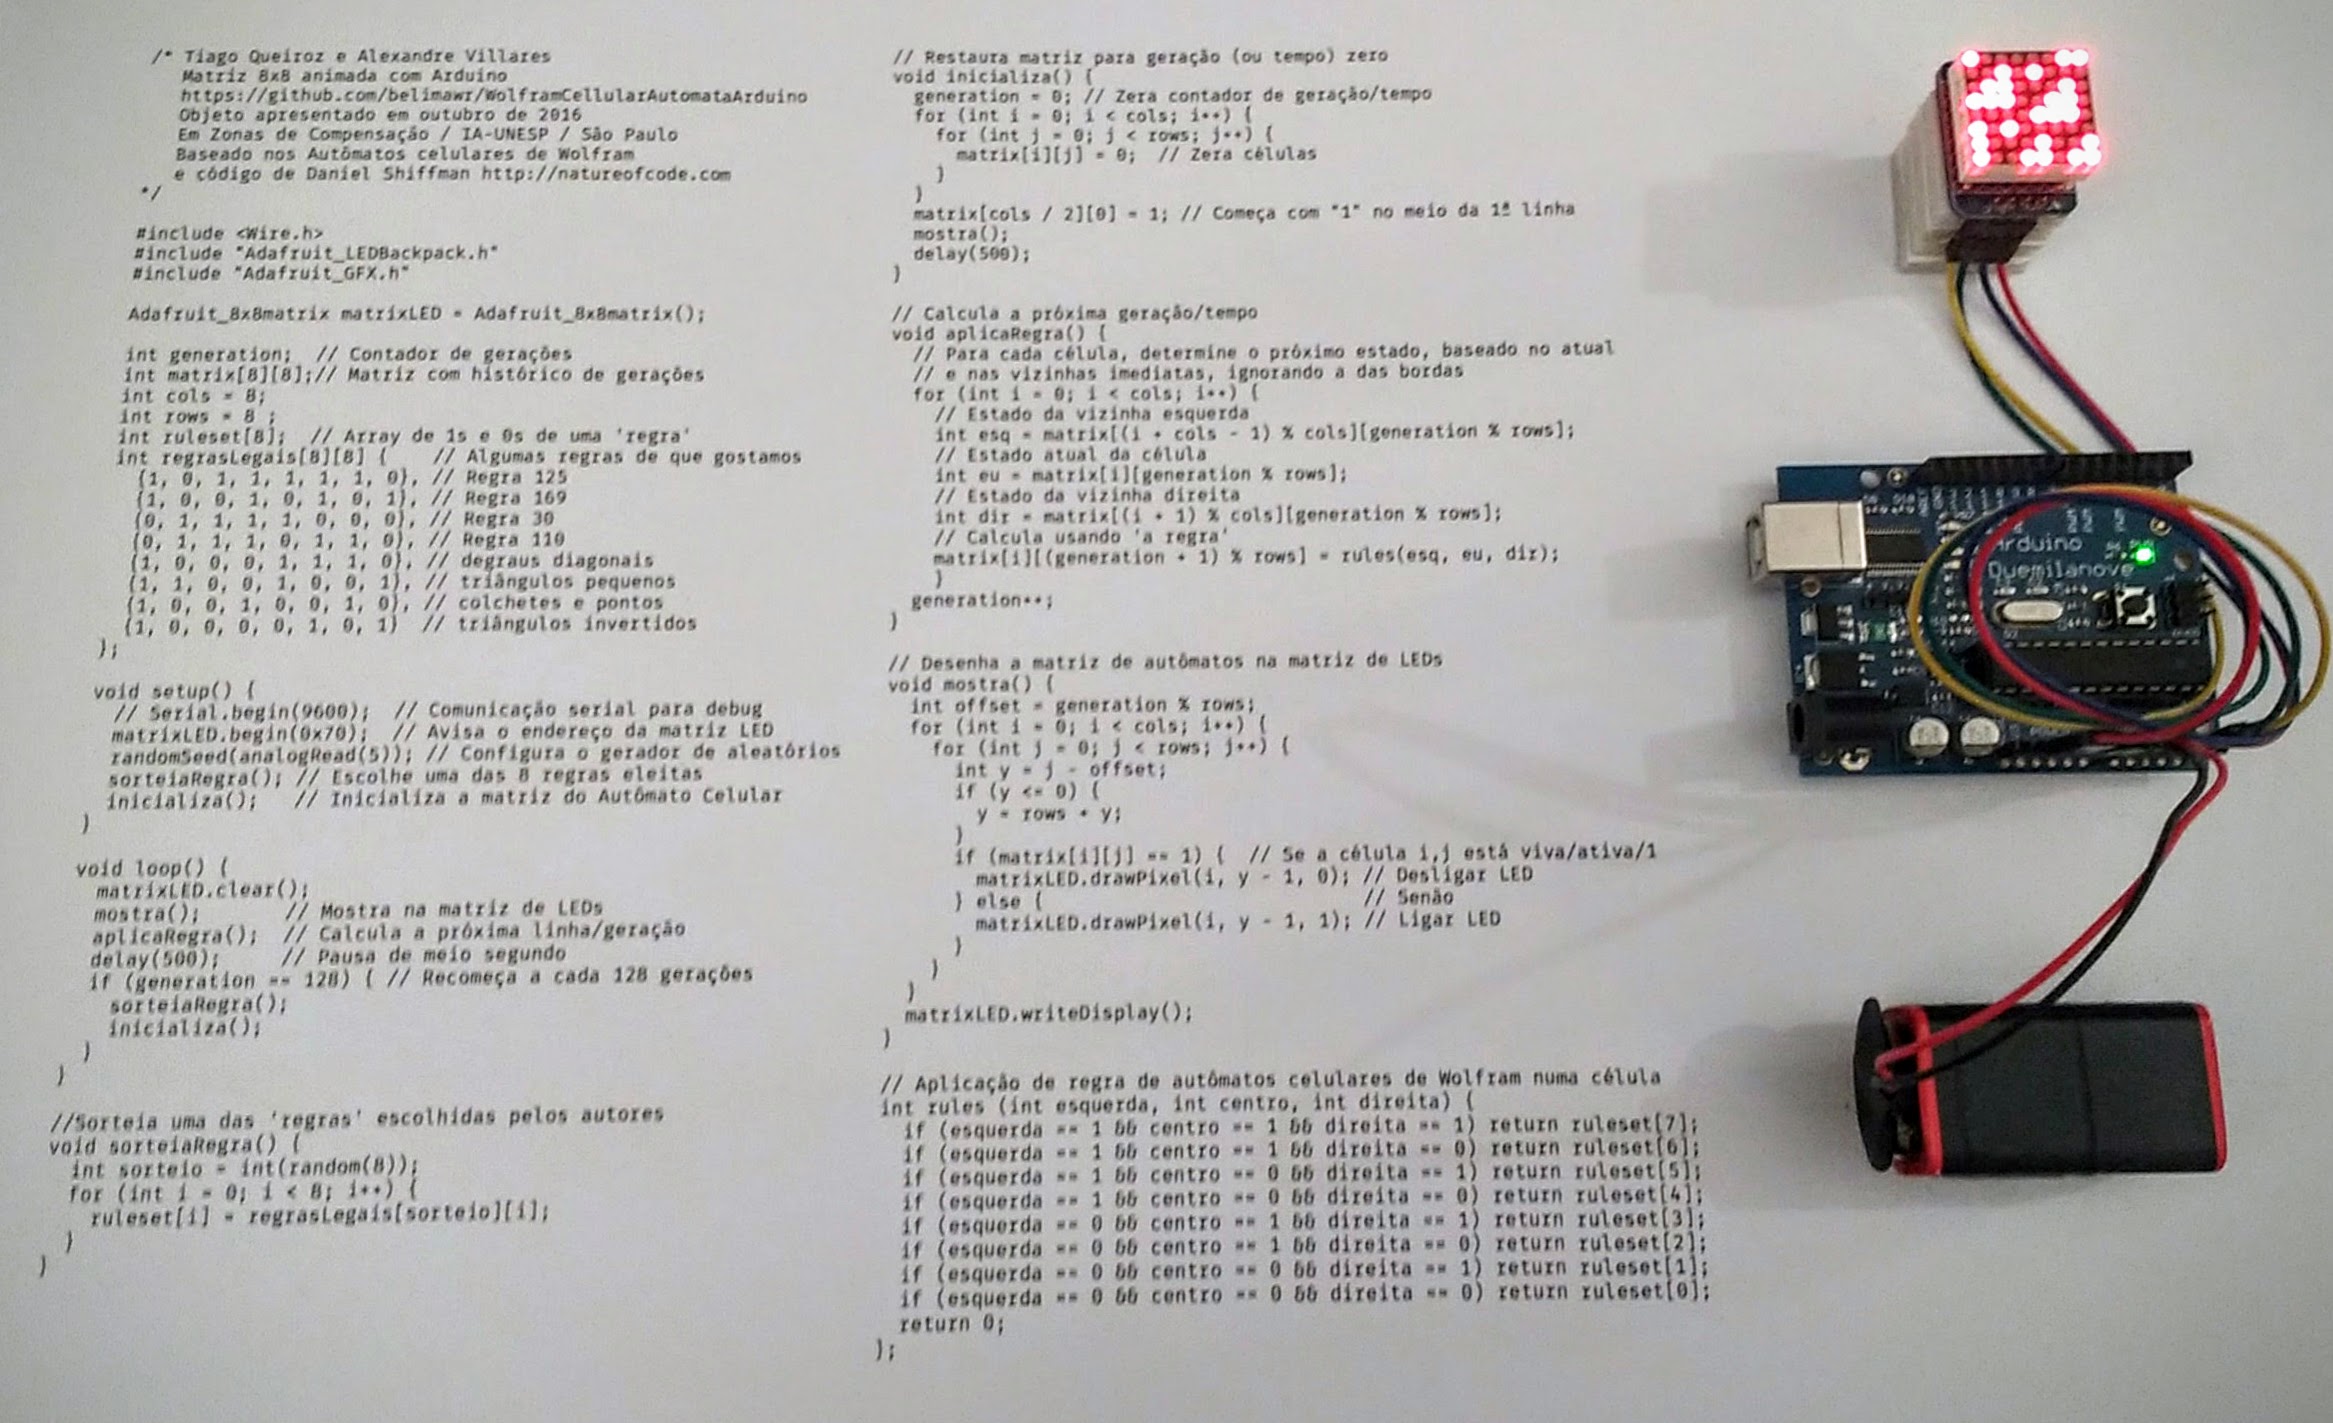 /* Tiago Queiroz e Alexandre Villares
Matriz 8x8 animada com Arduino
https://github.com/belimawr/WolframCellularAutomataArduino
Objeto apresentado em outubro de 2016
Em Zonas de Compensação / IA-UNESP / São Paulo
Baseado nos Autômatos celulares de Wolfram
e código de Daniel Shiffman http://natureofcode.com
*/
#include <Wire.h>
#include "Adafruit_LEDBackpack.h"
#include "Adafruit_GFX.h"
Adafruit_8x8matrix matrixLED = Adafruit_8x8matrix();
int generation;  // Contador de gerações
int matrix[8][8];// Matriz com histórico de gerações
int cols = 8;
int rows = 8 ;
int ruleset[8];  // Array de 1s e 0s de uma 'regra'
int regrasLegais[8][8] {    // Algumas regras de que gostamos
{1, 0, 1, 1, 1, 1, 1, 0}, // Regra 125
{1, 0, 0, 1, 0, 1, 0, 1}, // Regra 169
{0, 1, 1, 1, 1, 0, 0, 0}, // Regra 30
{0, 1, 1, 1, 0, 1, 1, 0}, // Regra 110
{1, 0, 0, 0, 1, 1, 1, 0}, // degraus diagonais
{1, 1, 0, 0, 1, 0, 0, 1}, // triângulos pequenos
{1, 0, 0, 1, 0, 0, 1, 0}, // colchetes e pontos
{1, 0, 0, 0, 0, 1, 0, 1}  // triângulos invertidos
};
void setup() {
// Serial.begin(9600);  // Comunicação serial para debug
matrixLED.begin(0x70);  // Avisa o endereço da matriz LED
randomSeed(analogRead(5)); // Configura o gerador de aleatórios
sorteiaRegra(); // Escolhe uma das 8 regras eleitas
inicializa();   // Inicializa a matriz do Autômato Celular
}
void loop() {
matrixLED.clear();
mostra();        // Mostra na matriz de LEDs
aplicaRegra();  // Calcula a próxima linha/geração
delay(500);      // Pausa de meio segundo
if (generation == 128) { // Recomeça a cada 128 gerações
sorteiaRegra();
inicializa();
}
}
//Sorteia uma das 'regras' escolhidas pelos autores
void sorteiaRegra() {
int sorteio = int(random(8));
for (int i = 0; i < 8; i++) {
ruleset[i] = regrasLegais[sorteio][i];
}
}
// Restaura matriz para geração (ou tempo) zero
void inicializa() {
generation = 0; // Zera contador de geração/tempo
for (int i = 0; i < cols; i++) {
for (int j = 0; j < rows; j++) {
matrix[i][j] = 0;  // Zera células
}
}
matrix[cols / 2][0] = 1; // Começa com "1" no meio da 1ª linha
mostra();
delay(500);
}
// Calcula a próxima geração/tempo
void aplicaRegra() {
// Para cada célula, determine o próximo estado, baseado no atual
// e nas vizinhas imediatas, ignorando a das bordas
for (int i = 0; i < cols; i++) {
// Estado da vizinha esquerda
int esq = matrix[(i + cols - 1) % cols][generation % rows];
// Estado atual da célula
int eu = matrix[i][generation % rows];
// Estado da vizinha direita
int dir = matrix[(i + 1) % cols][generation % rows];
// Calcula usando 'a regra'
matrix[i][(generation + 1) % rows] = rules(esq, eu, dir);
}
generation++;
}
// Desenha a matriz de autômatos na matriz de LEDs
void mostra() {
int offset = generation % rows;
for (int i = 0; i < cols; i++) {
for (int j = 0; j < rows; j++) {
int y = j - offset;
if (y <= 0) {
y = rows + y;
}
if (matrix[i][j] == 1) {  // Se a célula i,j está viva/ativa/1
matrixLED.drawPixel(i, y - 1, 0); // Desligar LED
} else {                              // Senão
matrixLED.drawPixel(i, y - 1, 1); // Ligar LED
}
}
}
matrixLED.writeDisplay();
}
// Aplicação de regra de autômatos celulares de Wolfram numa célula
int rules (int esquerda, int centro, int direita) {
if (esquerda == 1 && centro == 1 && direita == 1) return ruleset[7];
if (esquerda == 1 && centro == 1 && direita == 0) return ruleset[6];
if (esquerda == 1 && centro == 0 && direita == 1) return ruleset[5];
if (esquerda == 1 && centro == 0 && direita == 0) return ruleset[4];
if (esquerda == 0 && centro == 1 && direita == 1) return ruleset[3];
if (esquerda == 0 && centro == 1 && direita == 0) return ruleset[2];
if (esquerda == 0 && centro == 0 && direita == 1) return ruleset[1];
if (esquerda == 0 && centro == 0 && direita == 0) return ruleset[0];
return 0;
};
Arduino
Duemilanove